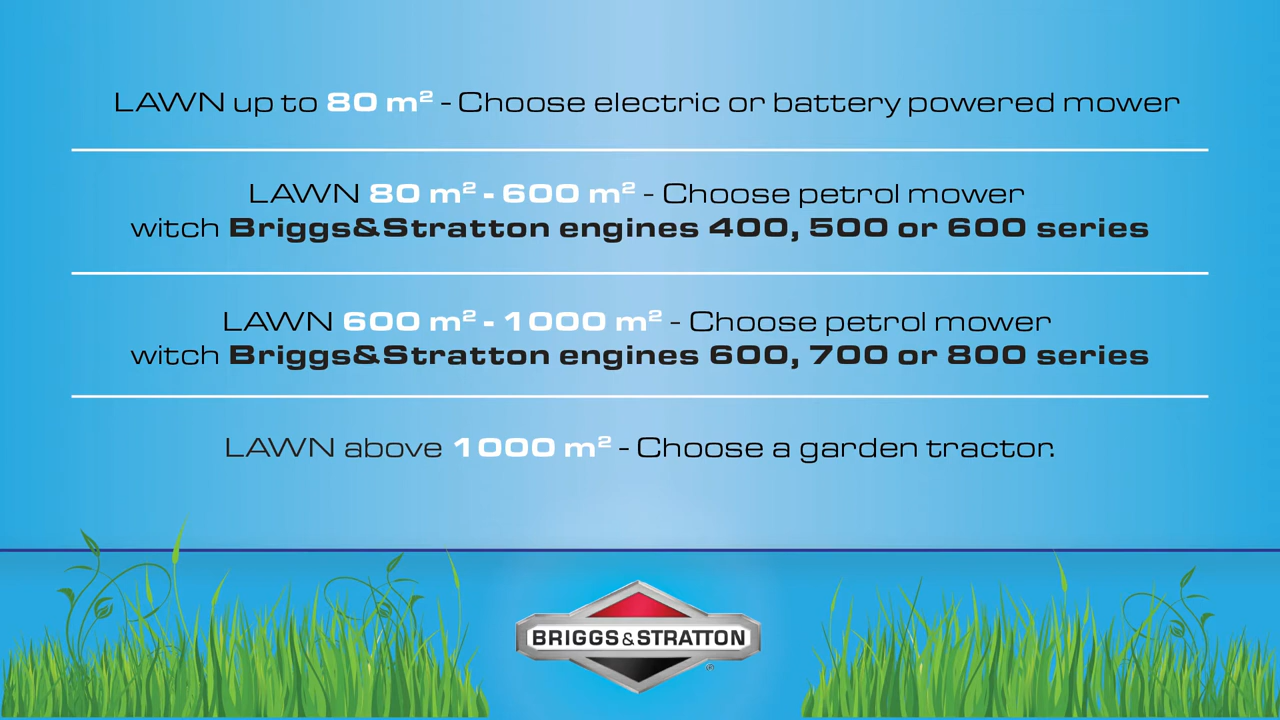 LAWN up to 80 m² - Choose electric or battery powered mower
LAWN 80 m² - 600 m² - Choose petrol mower
witch Briggs&Stratton engines 400, 500 or 600 series
LAWN 600 m² - 1000 m² - Choose petrol mower
witch Briggs&Stratton engines 600, 700 or 800 series
LAWN above 1000 m² - Choose a garden tractor.
BRIGGS&STRATTON
®